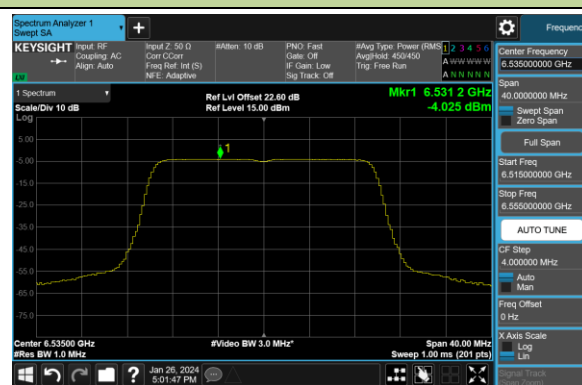 Spectrum Analyzer 1
Swept SA
+
Frequency
KEYSIGHT
Input: RF
Coupling: AC
Align: Auto
Input Z: 50 Ω
Corr CCorr
Freq Ref: Int (S)
NFE: Adaptive
#Atten: 10 dB
PNO: Fast
Gate: Off
IF Gain: Low
Sig Track: Off
#Avg Type: Power (RMS
Avg|Hold: 450/450
Trig: Free Run
1 2 3 4 5 6
A W W W W W
A N N N N N
LNI
1 Spectrum
Scale/Div 10 dB
Log
Ref Lvl Offset 22.60 dB
Ref Level 15.00 dBm
Mkr1 6.531 2 GHz
-4.025 dBm
5.00
-5.00
-15.0
-25.0
-35.0
-45.0
-55.0
-65.0
-75.0
1
Center 6.53500 GHz
#Res BW 1.0 MHz
#Video BW 3.0 MHz*
Span 40.00 MHz
Sweep 1.00 ms (201 pts)
Center Frequency
6.535000000 GHz
Span
40.0000000 MHz
Swept Span
Zero Span
Full Span
Start Freq
6.515000000 GHz
Stop Freq
6.555000000 GHz
AUTO TUNE
CF Step
4.000000 MHz
Auto
Man
Freq Offset
0 Hz
X Axis Scale
Log
Lin
Signal Track
(Span Zoom)
?
Jan 26, 2024
5:01:47 PM